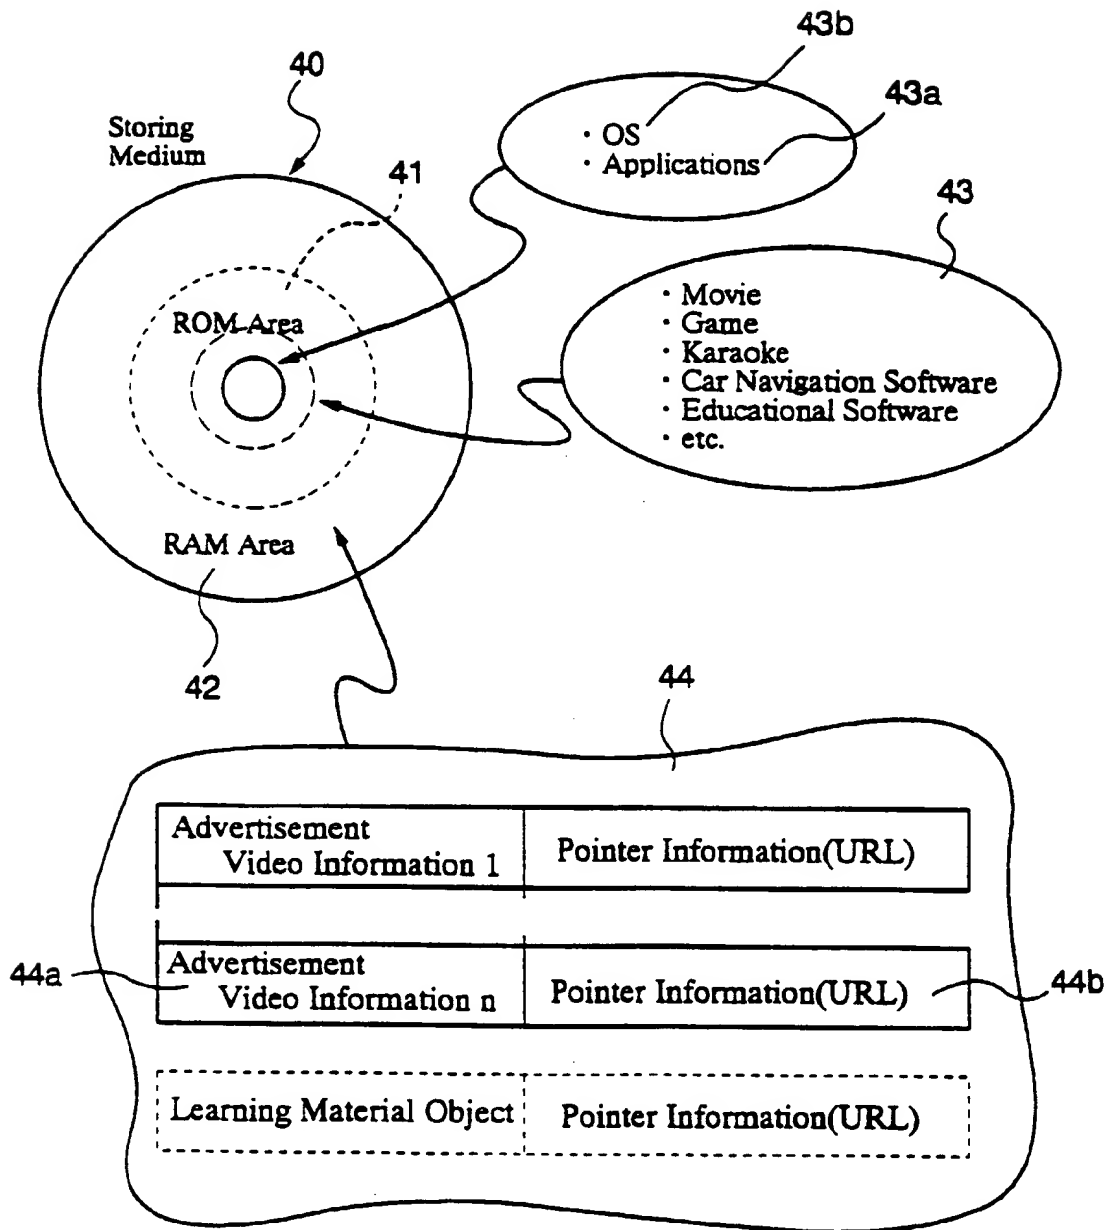 43b
40
43a
Storing
Medium
・OS
・Applications
41
43
ROM Area
・Movie
・Game
・Karaoke
・Car Navigation Software
・Educational Software
・etc.
RAM Area
42
44
Advertisement
Video Information 1
Pointer Information(URL)
44a
Advertisement
Video Information n
Pointer Information(URL)
44b
Learning Material Object
Pointer Information(URL)